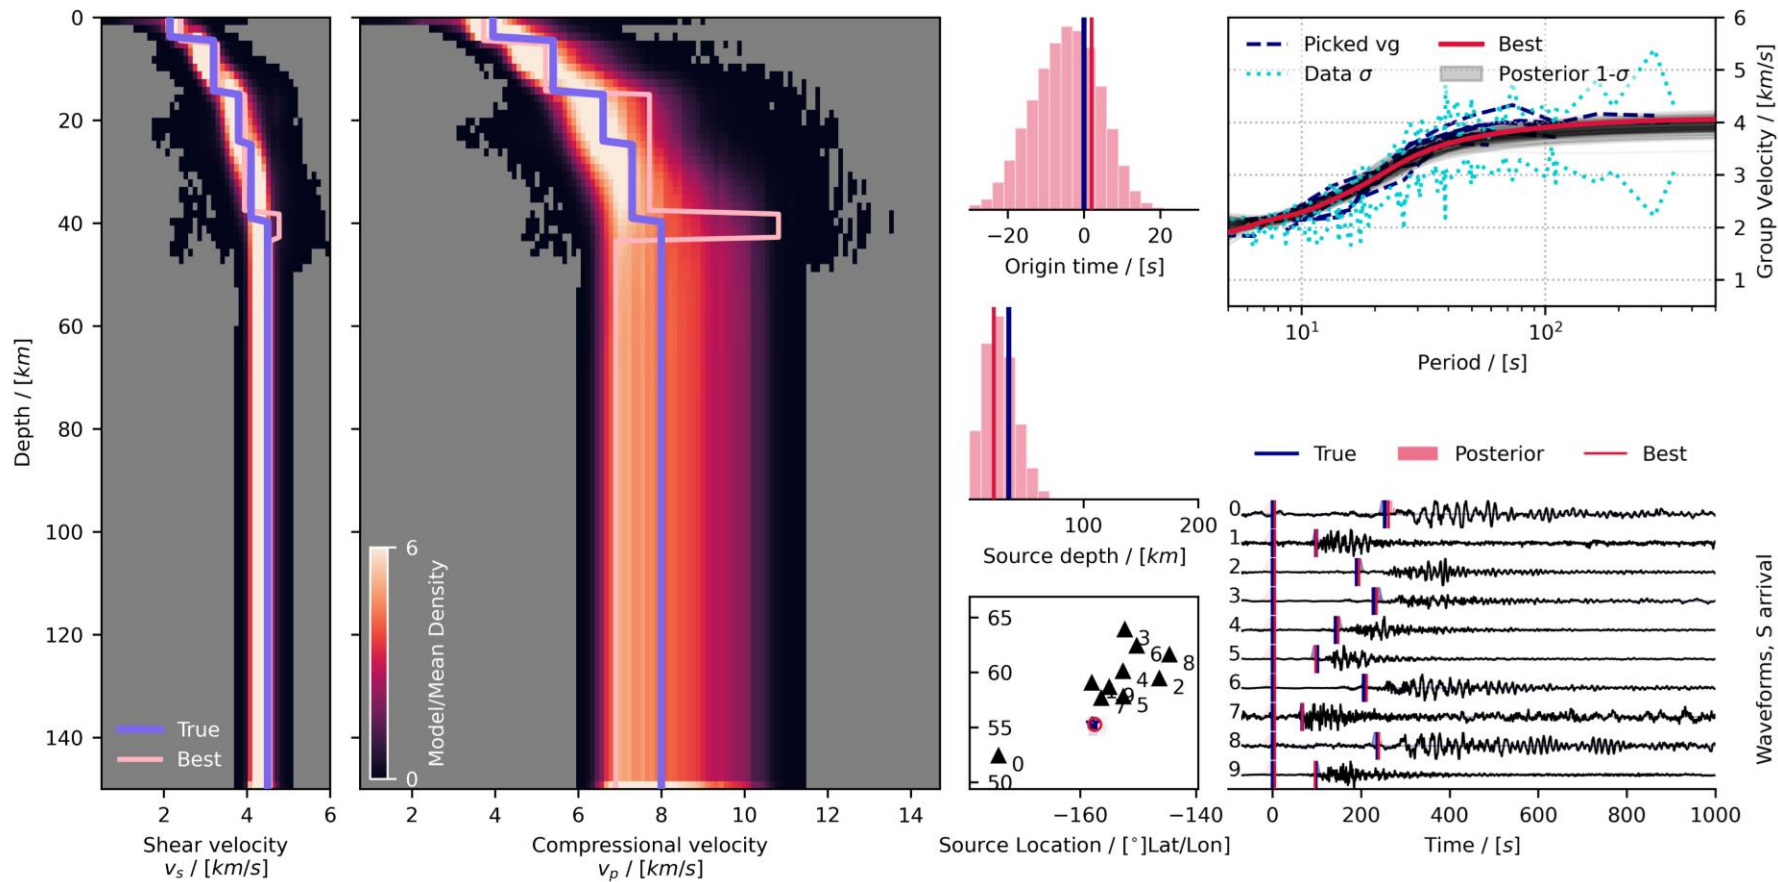 0
20
40
60
80
100
120
140
Depth / [km]
2
4
6
Shear velocity
vₛ / [km/s]
True
Best
2
4
6
8
10
12
14
Compressional velocity
vₚ / [km/s]
6
0
Model/Mean Density
−20
0
20
Origin time / [s]
100
200
Source depth / [km]
65
60
55
50
3
6
8
4
2
1
9
5
7
0
−160
−140
Source Location / [°]Lat/Lon)
Picked vg
Best
Data σ
Posterior 1-σ
6
5
4
3
2
1
Group Velocity / [km/s]
10¹
10²
Period / [s]
True
Posterior
Best
0
1
2
3
4
5
6
7
8
9
0
200
400
600
800
1000
Time / [s]
Waveforms, S arrival